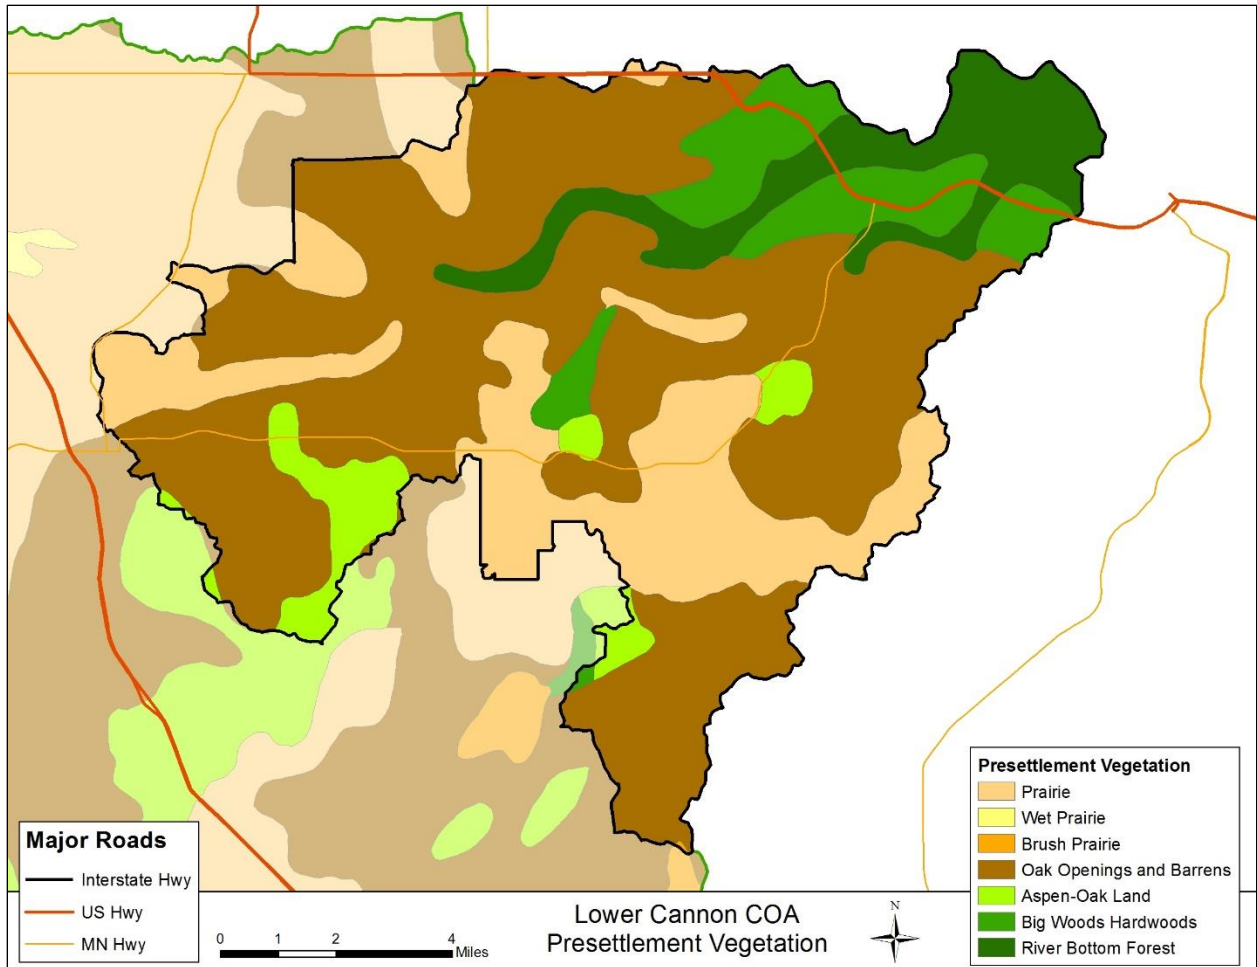 Presettlement Vegetation
Prairie
Wet Prairie
Brush Prairie
Oak Openings and Barrens
Aspen-Oak Land
Big Woods Hardwoods
River Bottom Forest
Major Roads
Interstate Hwy
US Hwy
MN Hwy
0 1 2 4
Miles
Lower Cannon COA
Presettlement Vegetation
N